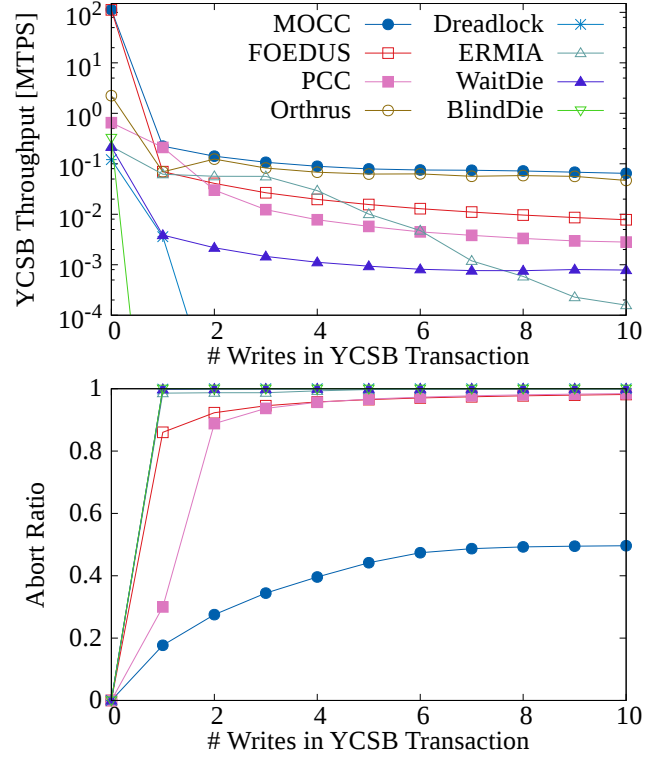 YCSB Throughput [MTPS]
10^2
10^1
10^0
10^-1
10^-2
10^-3
10^-4
MOCC
FOEDUS
PCC
Orthrus
Dreadlock
ERMIA
WaitDie
BlindDie
0 2 4 6 8 10
# Writes in YCSB Transaction
Abort Ratio
1
0.8
0.6
0.4
0.2
0
0 2 4 6 8 10
# Writes in YCSB Transaction